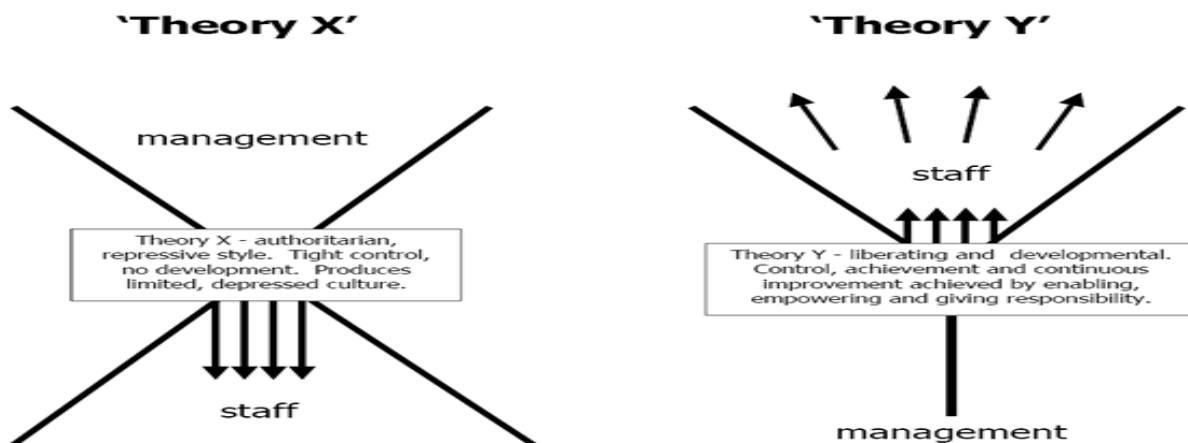 ‘Theory X’
management
Theory X - authoritarian,
repressive style.  Tight control,
no development.  Produces
limited, depressed culture.
staff
‘Theory Y’
staff
Theory Y - liberating and  developmental.
Control, achievement and continuous
improvement achieved by enabling,
empowering and giving responsibility.
management